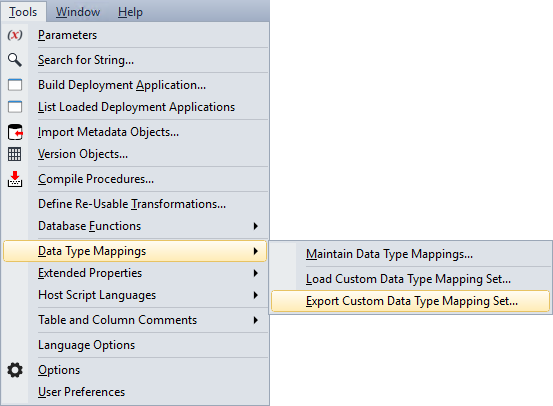 Tools Window Help
(x) Parameters
Search for String...
Build Deployment Application...
List Loaded Deployment Applications
Import Metadata Objects...
Version Objects...
Compile Procedures...
Define Re-Usable Transformations...
Database Functions
Data Type Mappings
Maintain Data Type Mappings...
Extended Properties
Load Custom Data Type Mapping Set...
Host Script Languages
Export Custom Data Type Mapping Set...
Table and Column Comments
Language Options
Options
User Preferences